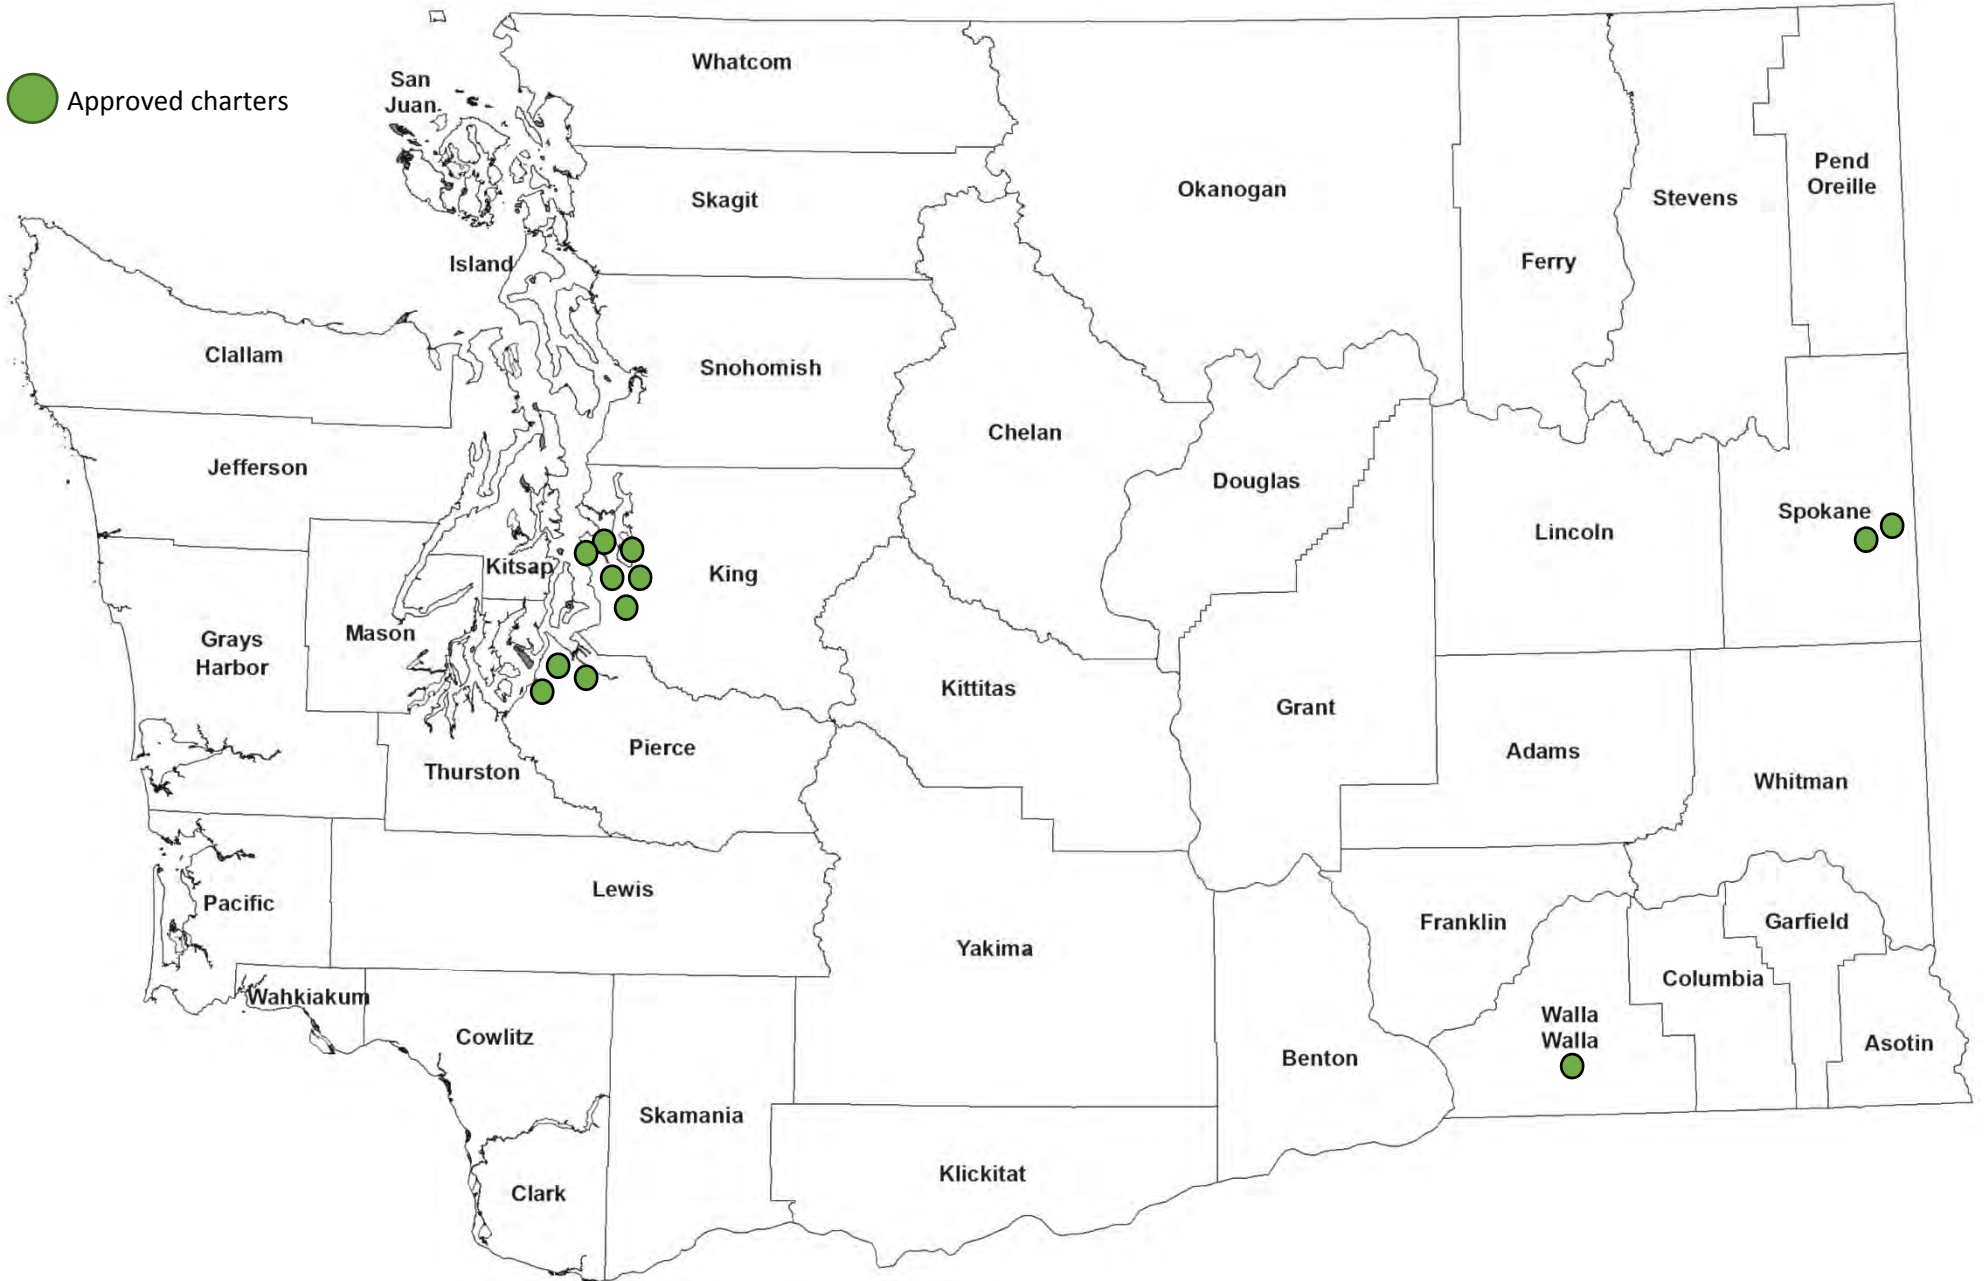 Approved charters
San
Juan
Whatcom
Skagit
Okanogan
Ferry
Stevens
Pend
Oreille
Island
Clallam
Snohomish
Chelan
Douglas
Jefferson
Lincoln
Spokane
Kitsap
King
Grays
Harbor
Mason
Kittitas
Grant
Pierce
Thurston
Adams
Whitman
Pacific
Lewis
Yakima
Franklin
Garfield
Columbia
Wahkiakum
Cowlitz
Walla
Walla
Asotin
Benton
Skamania
Klickitat
Clark